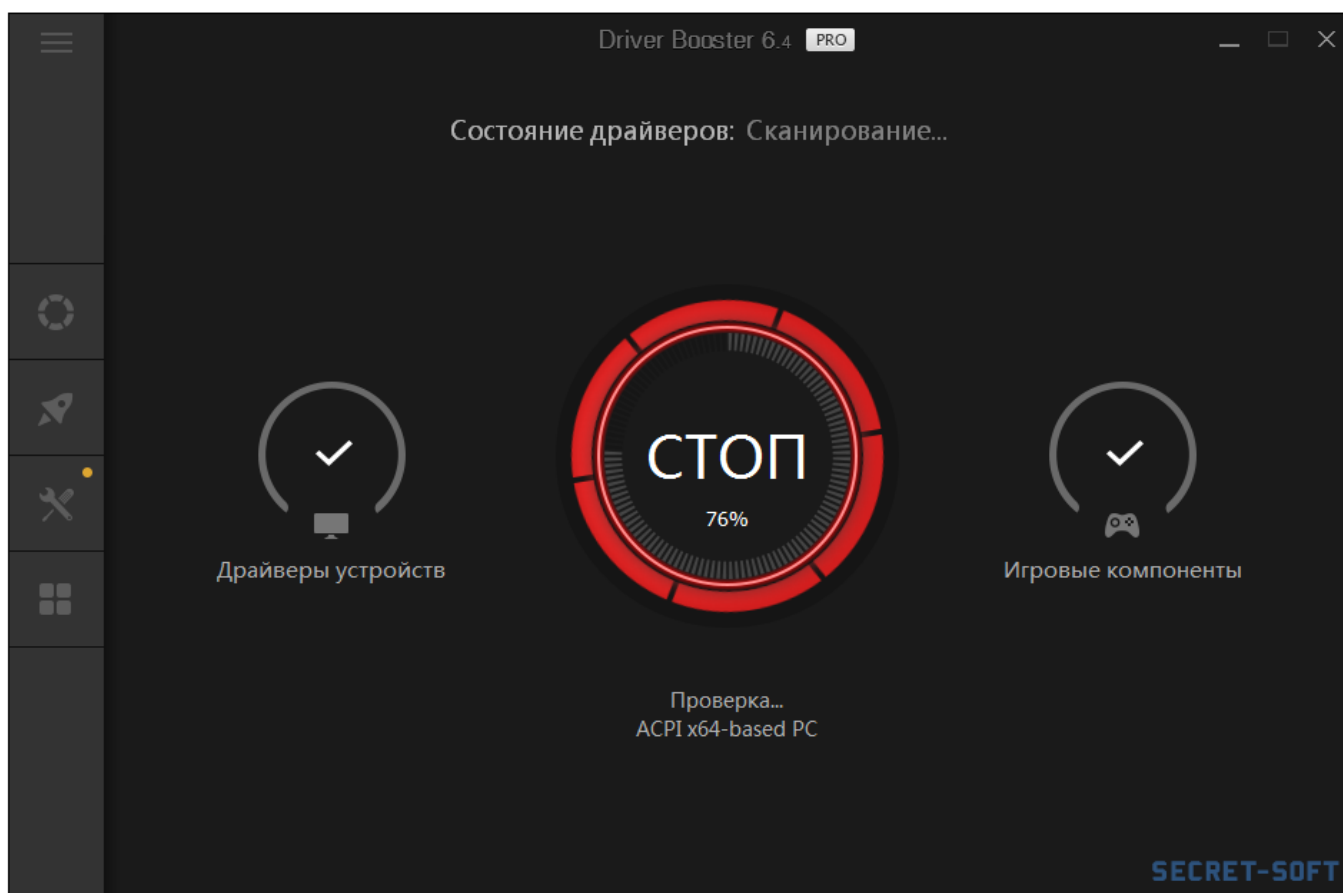 Driver Booster 6.4 PRO
Состояние драйверов: Сканирование...
СТОП
76%
Драйверы устройств
Игровые компоненты
Проверка...
ACPI x64-based PC
SECRET-SOFT